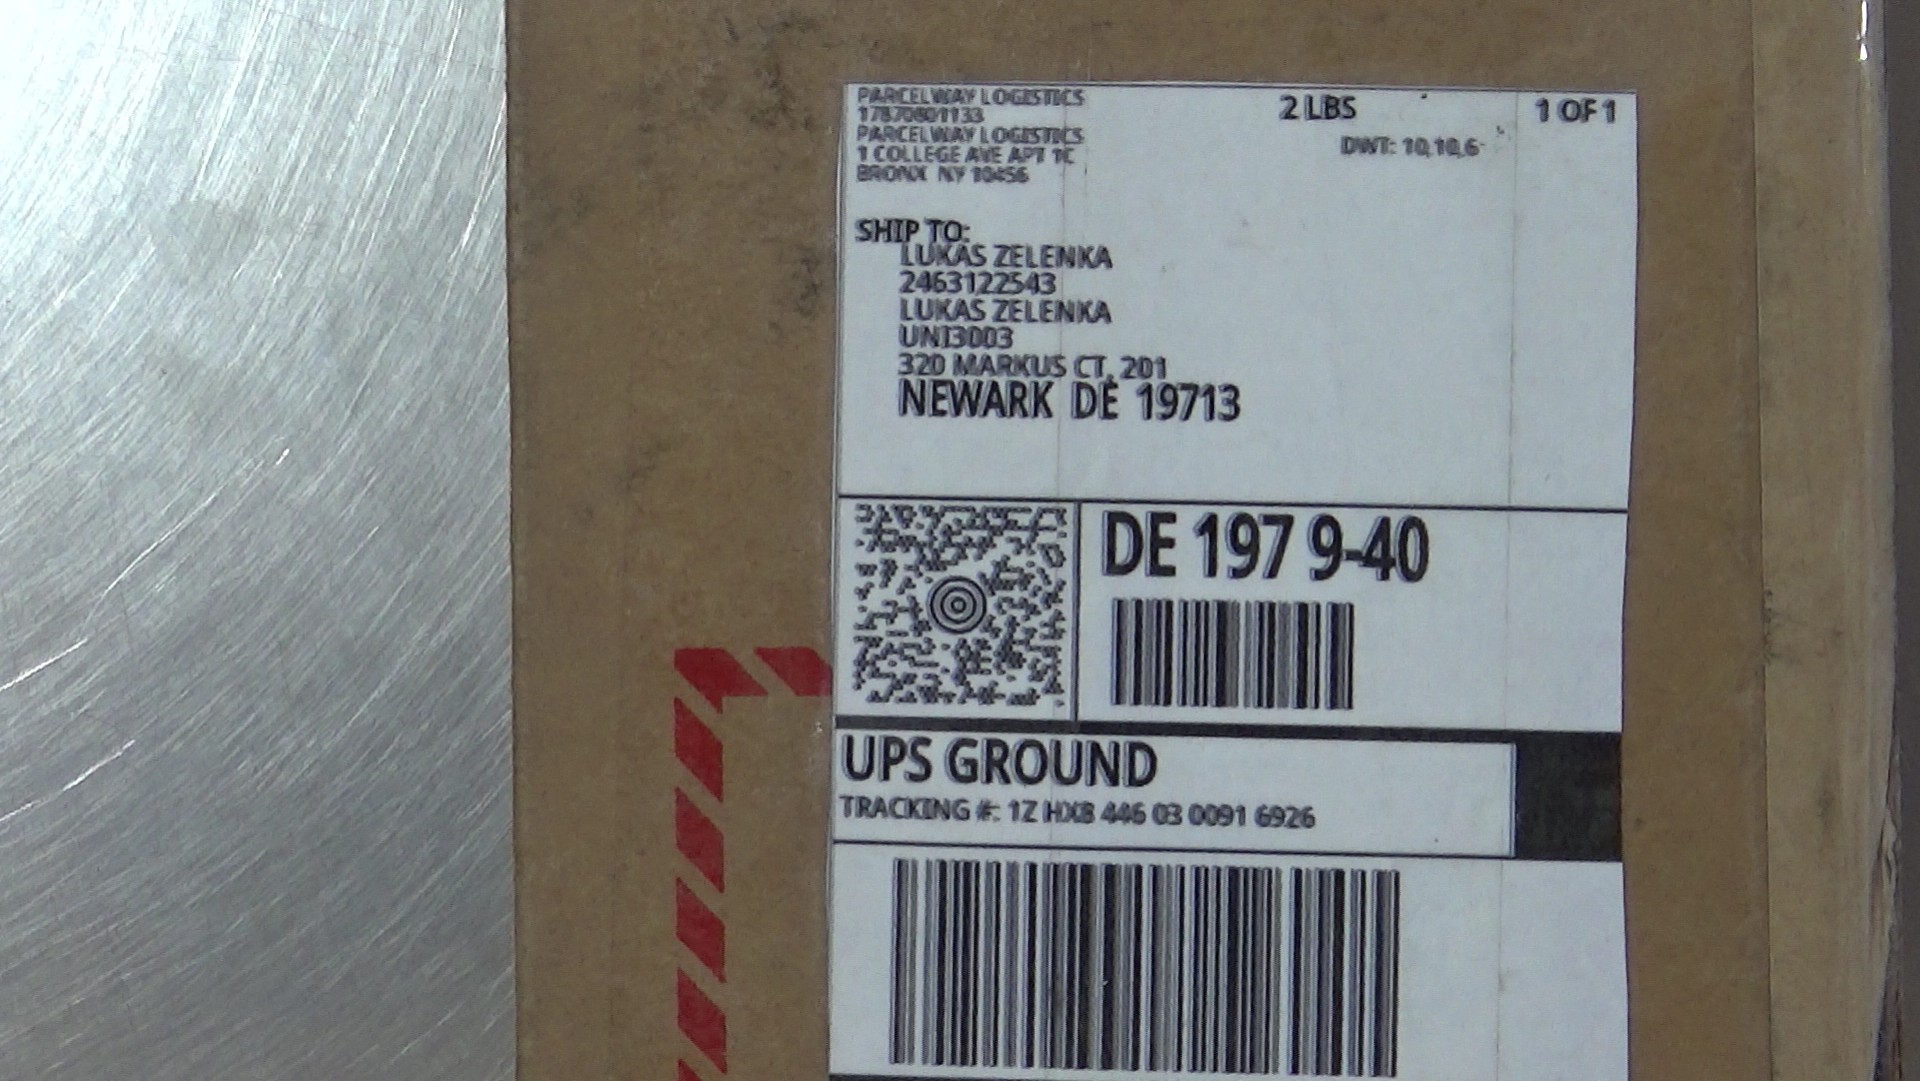 PARCELWAY LOGISTICS
17870801133
PARCELWAY LOGISTICS
1 COLLEGE AVE APT 1C
BRONX NY 10456
2 LBS
1 OF 1
DWT: 10,10,6
SHIP TO:
LUKAS ZELENKA
2463122543
LUKAS ZELENKA
UNI3003
320 MARKUS CT, 201
NEWARK DE 19713
DE 197 9-40
UPS GROUND
TRACKING #: 1Z HX8 446 03 0091 6926